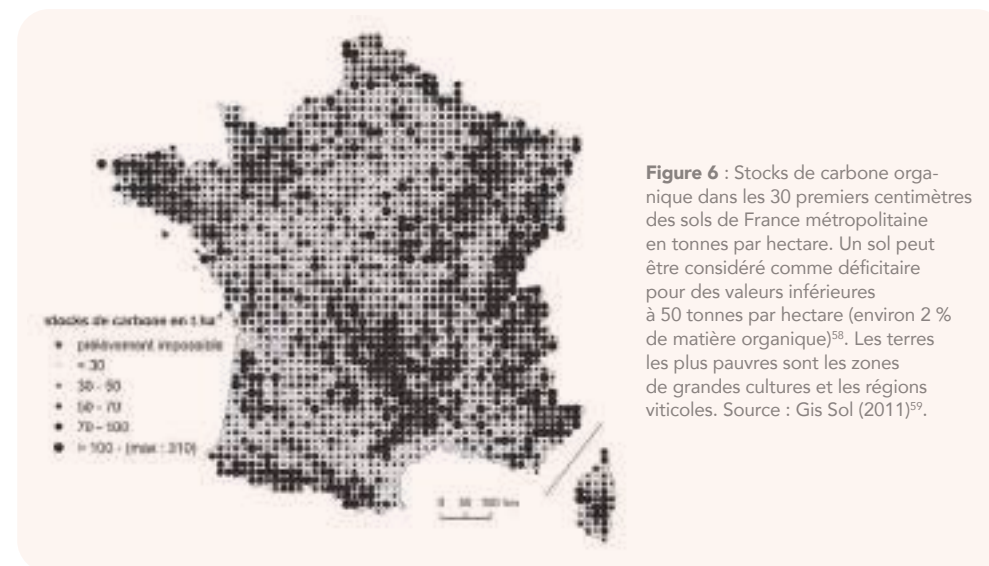 stocks de carbone en t.ha⁻¹
prélèvement impossible
< 30
30 - 50
50 - 70
70 - 100
> 100 - (max : 310)
0 50 100 km
Figure 6 : Stocks de carbone orga-
nique dans les 30 premiers centimètres
des sols de France métropolitaine
en tonnes par hectare. Un sol peut
être considéré comme déficitaire
pour des valeurs inférieures
à 50 tonnes par hectare (environ 2 %
de matière organique)⁵⁸. Les terres
les plus pauvres sont les zones
de grandes cultures et les régions
viticoles. Source : Gis Sol (2011)⁵⁹.